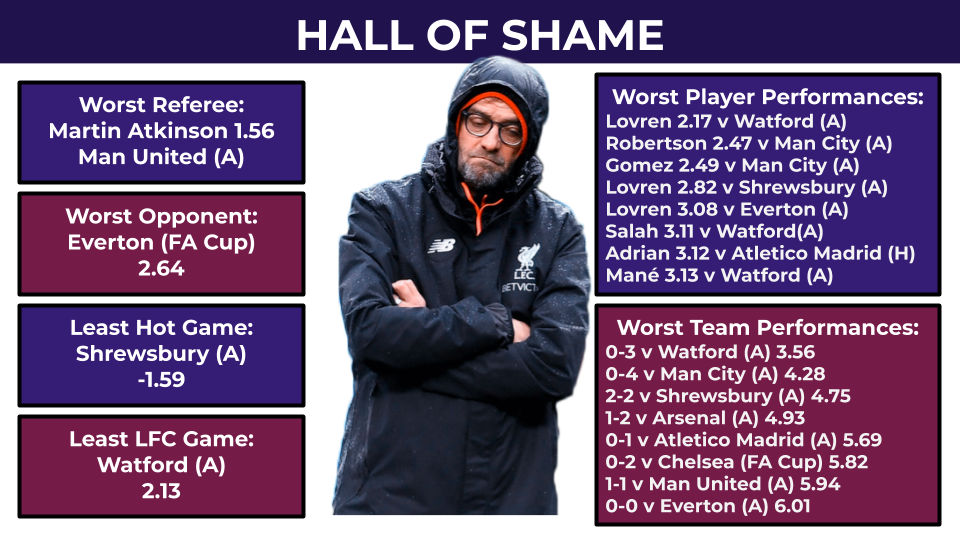 HALL OF SHAME
Worst Referee:
Martin Atkinson 1.56
Man United (A)
Worst Opponent:
Everton (FA Cup)
2.64
Least Hot Game:
Shrewsbury (A)
-1.59
Least LFC Game:
Watford (A)
2.13
L.F.C.
BETVICT
Worst Player Performances:
Lovren 2.17 v Watford (A)
Robertson 2.47 v Man City (A)
Gomez 2.49 v Man City (A)
Lovren 2.82 v Shrewsbury (A)
Lovren 3.08 v Everton (A)
Salah 3.11 v Watford(A)
Adrian 3.12 v Atletico Madrid (H)
Mané 3.13 v Watford (A)
Worst Team Performances:
0-3 v Watford (A) 3.56
0-4 v Man City (A) 4.28
2-2 v Shrewsbury (A) 4.75
1-2 v Arsenal (A) 4.93
0-1 v Atletico Madrid (A) 5.69
0-2 v Chelsea (FA Cup) 5.82
1-1 v Man United (A) 5.94
0-0 v Everton (A) 6.01